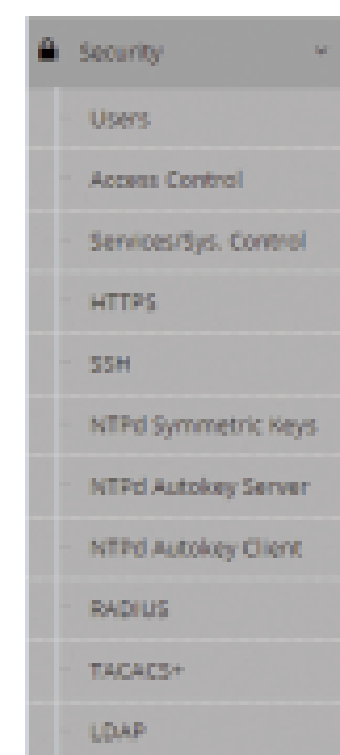 Security
Users
Access Control
Services/Sys. Control
HTTPS
SSH
NTPd Symmetric Keys
NTPd Autokey Server
NTPd Autokey Client
RADIUS
TACACS+
LDAP